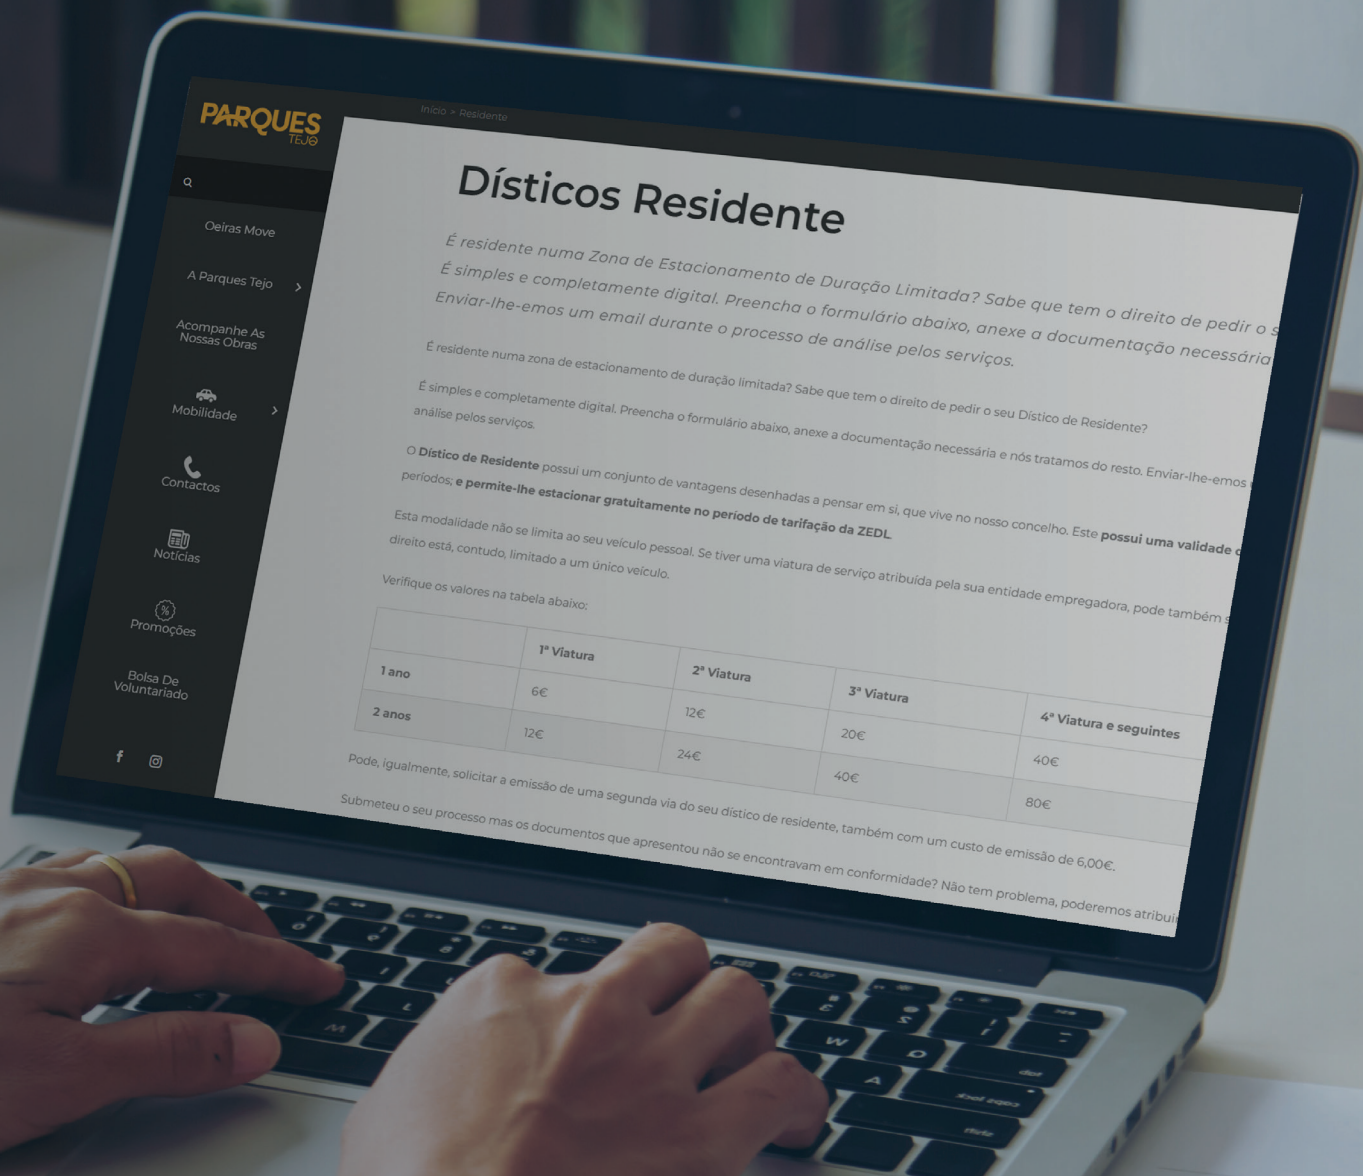 PARQUES
TEJO
Início > Residente
Oeiras Move
A Parques Tejo
Acompanhe As
Nossas Obras
Mobilidade
Contactos
Notícias
Promoções
Bolsa De
Voluntariado
Dísticos Residente
É residente numa Zona de Estacionamento de Duração Limitada? Sabe que tem o direito de pedir o s
É simples e completamente digital. Preencha o formulário abaixo, anexe a documentação necessária
Enviar-lhe-emos um email durante o processo de análise pelos serviços.
É residente numa zona de estacionamento de duração limitada? Sabe que tem o direito de pedir o seu Dístico de Residente?
É simples e completamente digital. Preencha o formulário abaixo, anexe a documentação necessária e nós tratamos do resto. Enviar-lhe-emos
análise pelos serviços.
O Dístico de Residente possui um conjunto de vantagens desenhadas a pensar em si, que vive no nosso concelho. Este possui uma validade
períodos; e permite-lhe estacionar gratuitamente no período de tarifação da ZEDL
Esta modalidade não se limita ao seu veículo pessoal. Se tiver uma viatura de serviço atribuída pela sua entidade empregadora, pode também
direito está, contudo, limitado a um único veículo.
Verifique os valores na tabela abaixo:
1ª Viatura 2ª Viatura 3ª Viatura 4ª Viatura e seguintes
1 ano 6€ 12€ 20€ 40€
2 anos 12€ 24€ 40€ 80€
Pode, igualmente, solicitar a emissão de uma segunda via do seu dístico de residente, também com um custo de emissão de 6,00€.
Submeteu o seu processo mas os documentos que apresentou não se encontravam em conformidade? Não tem problema, poderemos atribuir